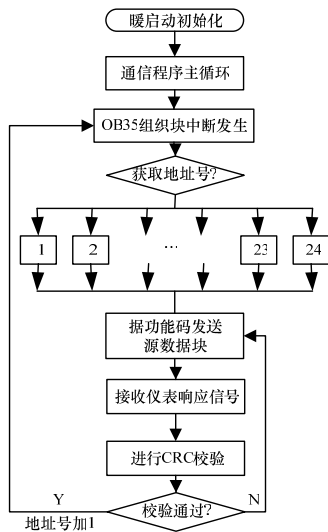 暖启动初始化
通信程序主循环
OB35组织块中断发生
获取地址号?
1 2 ... 23 24
据功能码发送
源数据块
接收仪表响应信号
进行CRC校验
Y 校验通过? N
地址号加1